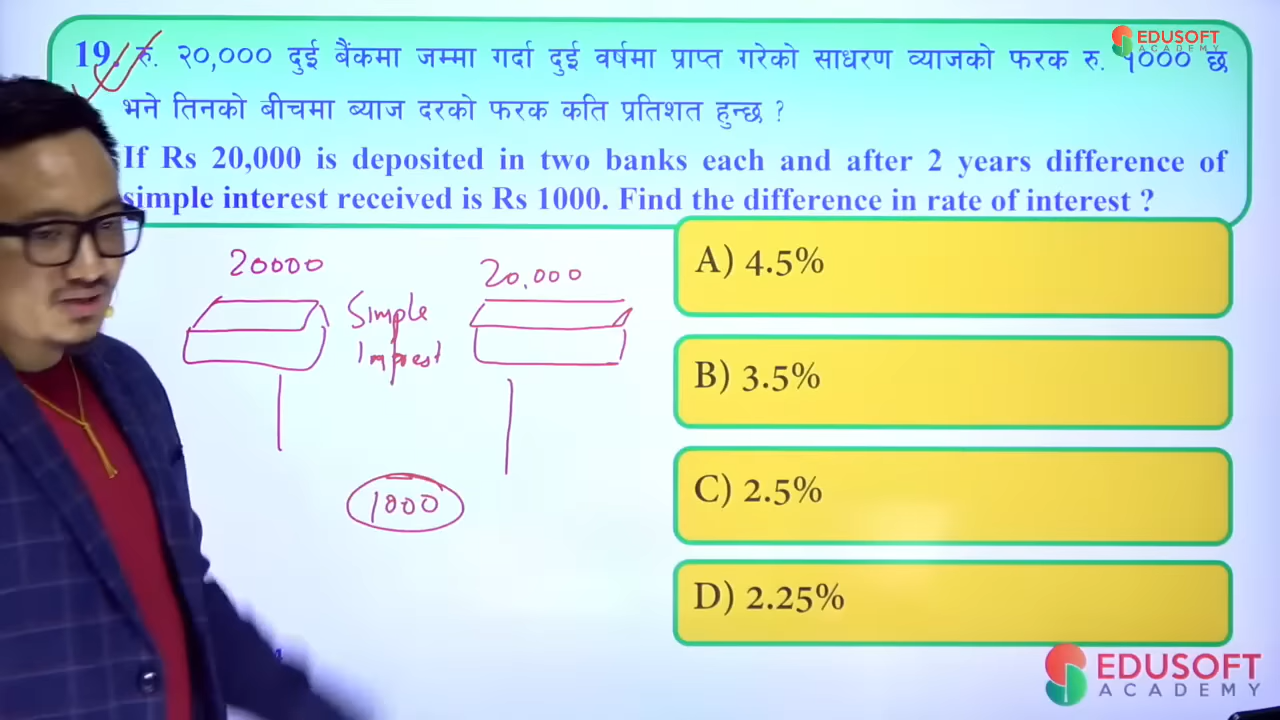 19. रु. २०,००० दुई बैंकमा जम्मा गर्दा दुई वर्षमा प्राप्त गरेको साधरण व्याजको फरक रु. १००० छ
भने तिनको बीचमा ब्याज दरको फरक कति प्रतिशत हुन्छ ?
If Rs 20,000 is deposited in two banks each and after 2 years difference of
simple interest received is Rs 1000. Find the difference in rate of interest ?
EDUSOFT
ACADEMY
20000
20,000
Simple
1000
A) 4.5%
B) 3.5%
C) 2.5%
D) 2.25%
EDUSOFT
ACADEMY